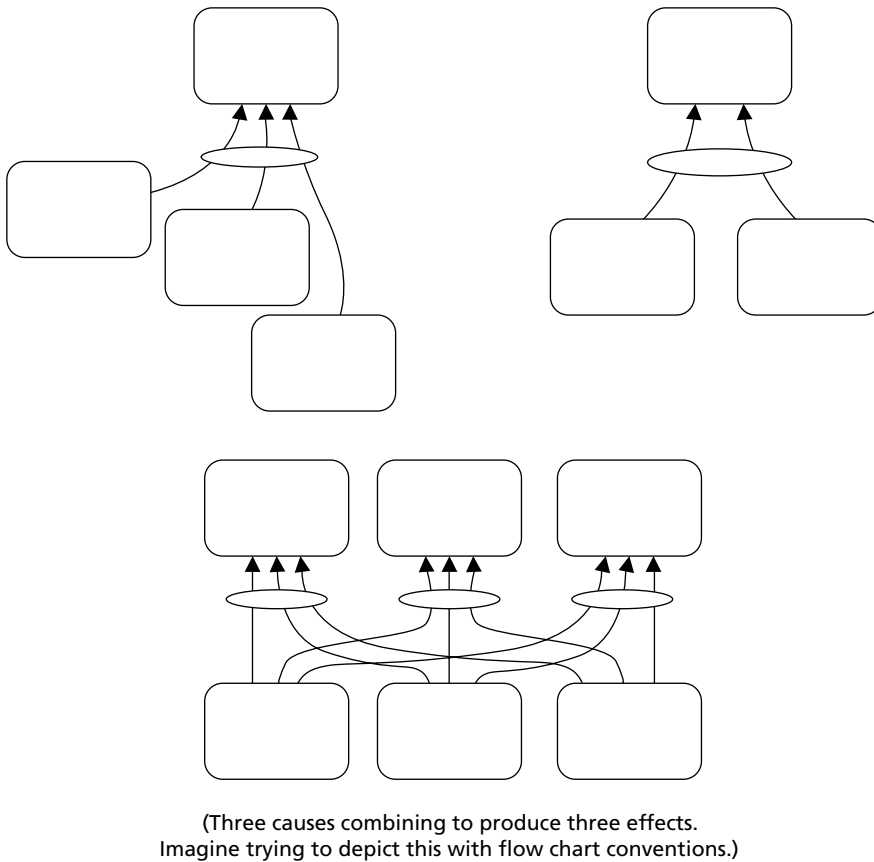 (Three causes combining to produce three effects.
Imagine trying to depict this with flow chart conventions.)